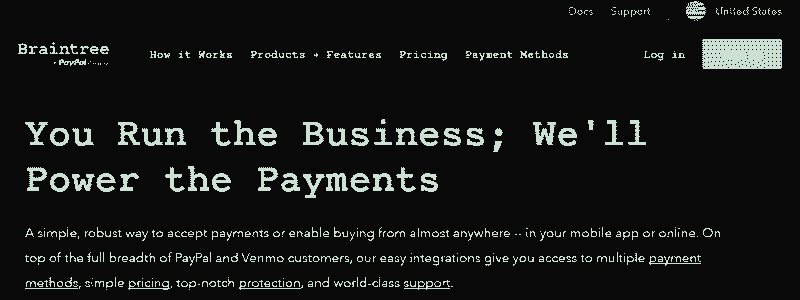 Docs Support United States
Braintree
a PayPal
How it Works Products + Features Pricing Payment Methods Log in
You Run the Business; We'll
Power the Payments
A simple, robust way to accept payments or enable buying from almost anywhere -- in your mobile app or online. On
top of the full breadth of PayPal and Venmo customers, our easy integrations give you access to multiple payment
methods, simple pricing, top-notch protection, and world-class support.